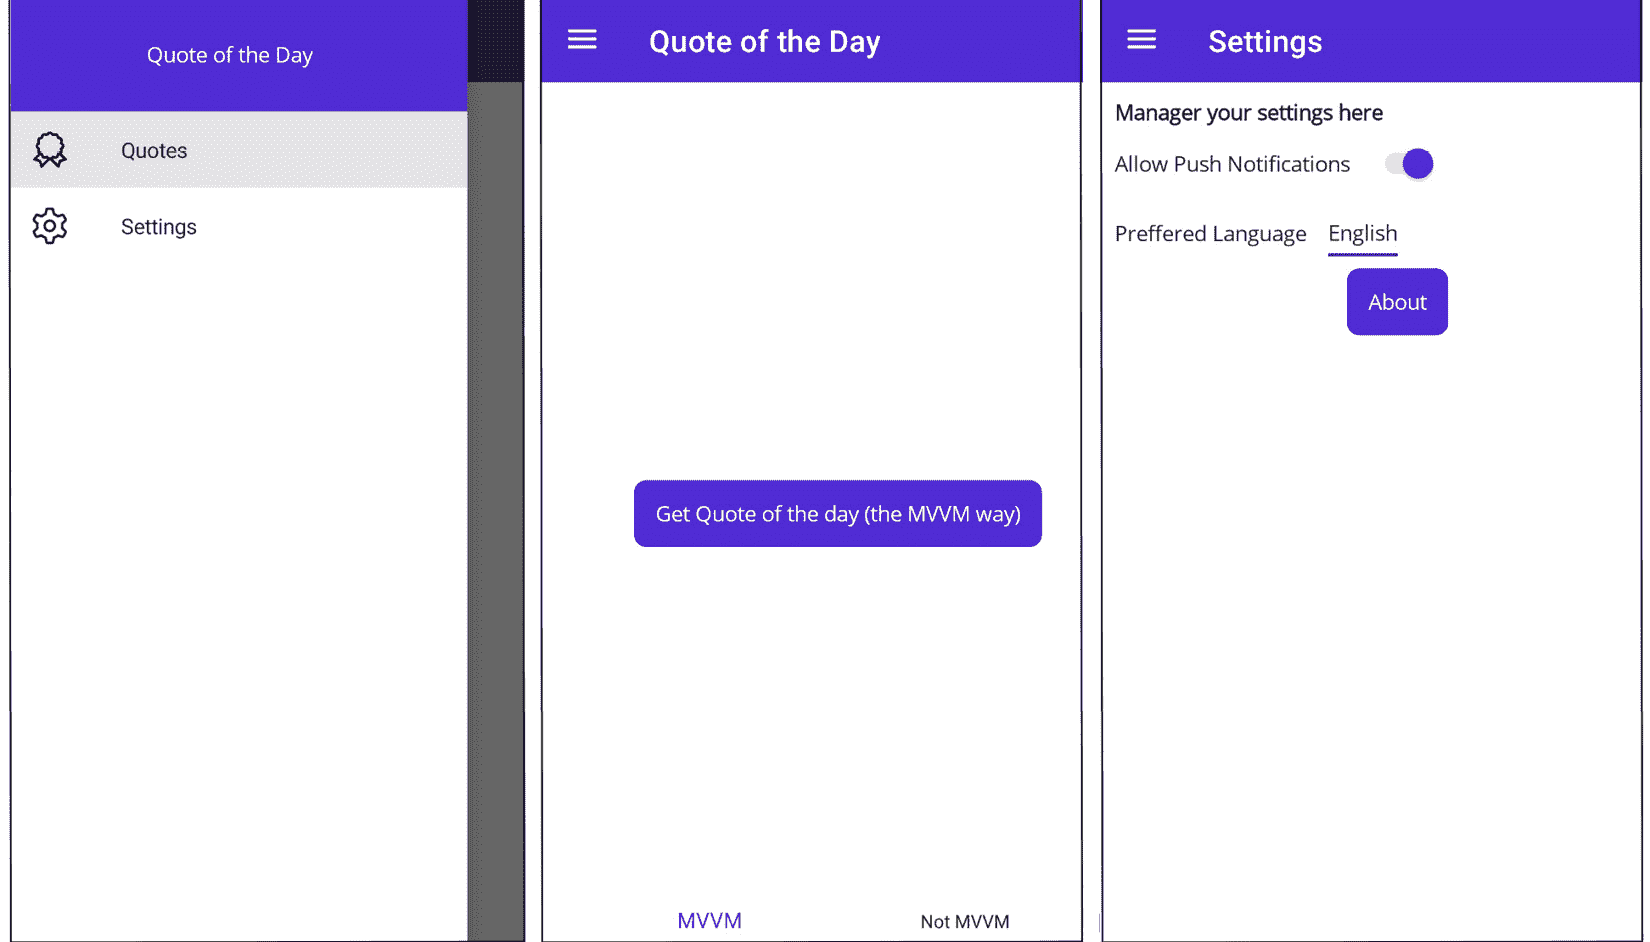 Quote of the Day
Quotes
Settings
Quote of the Day
Get Quote of the day (the MVVM way)
MVVM
Not MVVM
Settings
Manager your settings here
Allow Push Notifications
Preffered Language English
About